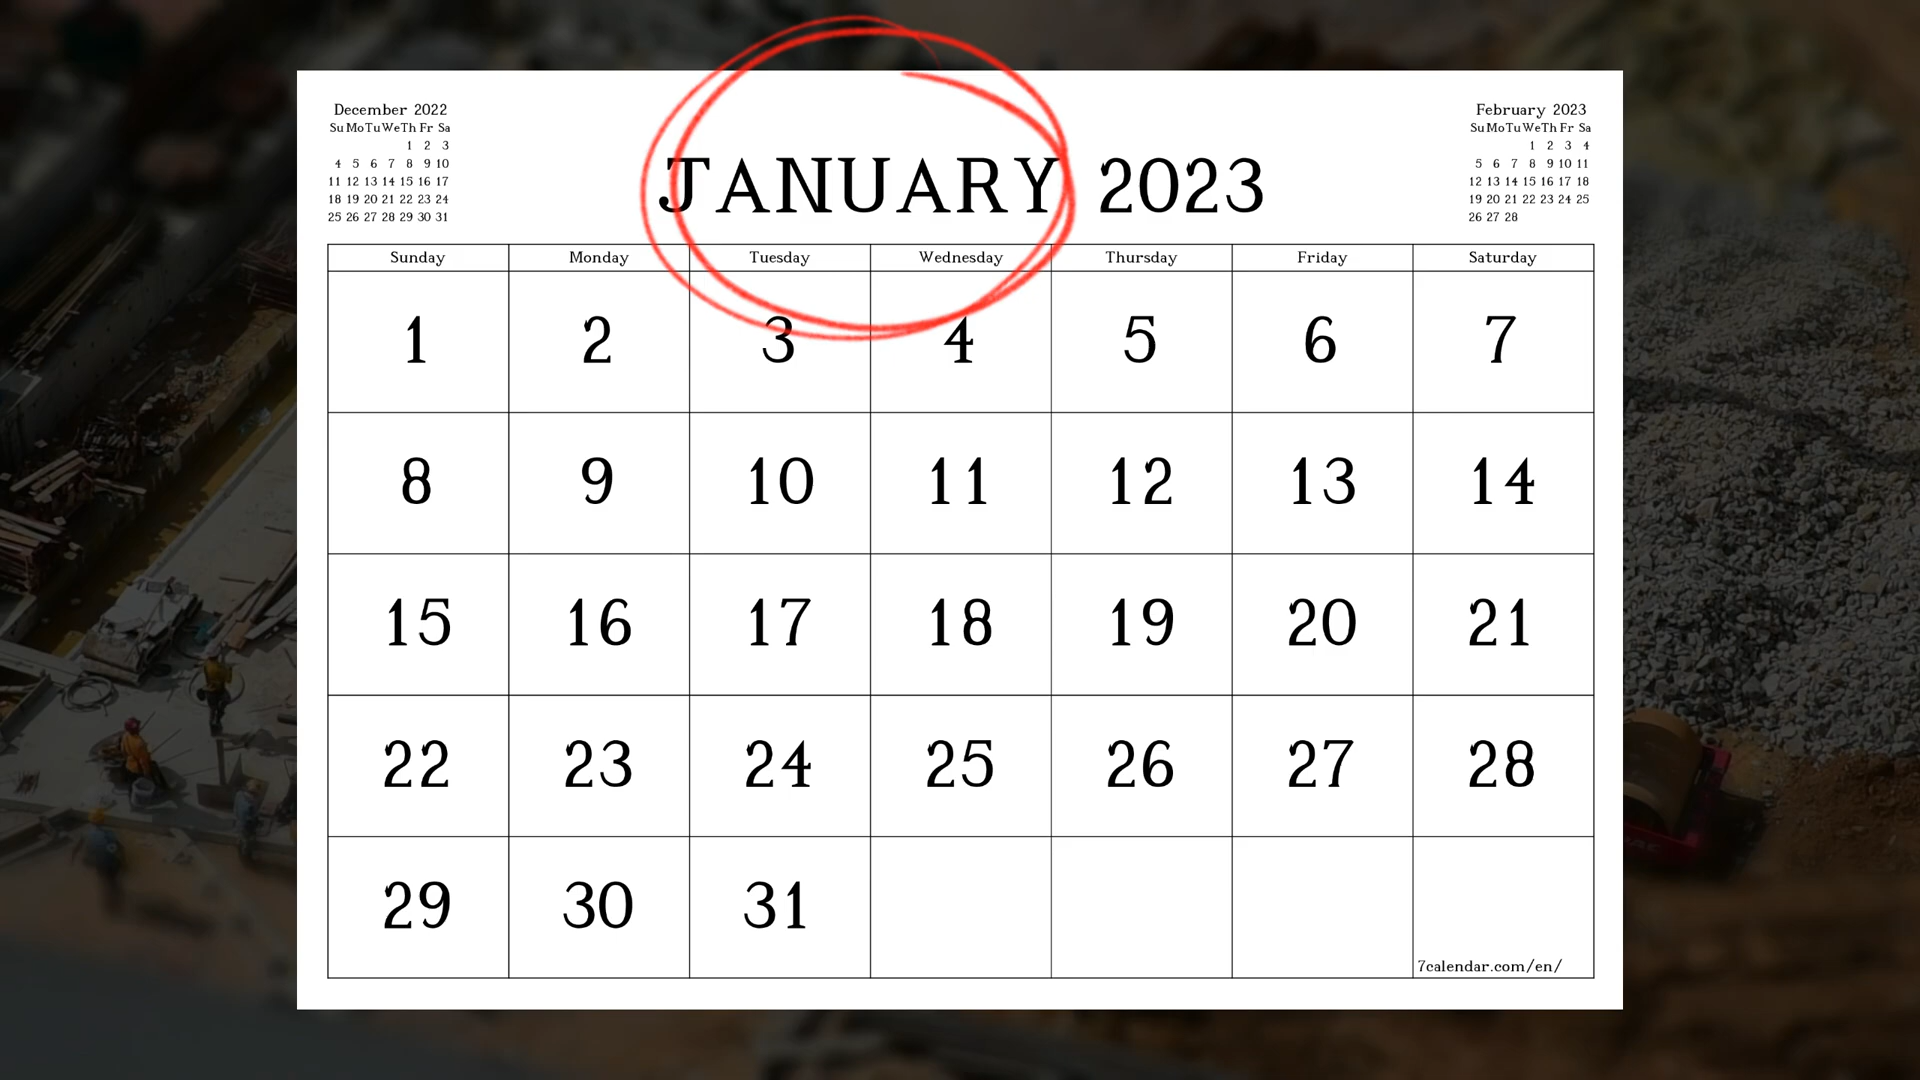 December 2022
Su Mo Tu We Th Fr Sa
1 2 3
4 5 6 7 8 9 10
11 12 13 14 15 16 17
18 19 20 21 22 23 24
25 26 27 28 29 30 31
JANUARY 2023
February 2023
Su Mo Tu We Th Fr Sa
1 2 3 4
5 6 7 8 9 10 11
12 13 14 15 16 17 18
19 20 21 22 23 24 25
26 27 28
Sunday Monday Tuesday Wednesday Thursday Friday Saturday
1 2 3 4 5 6 7
8 9 10 11 12 13 14
15 16 17 18 19 20 21
22 23 24 25 26 27 28
29 30 31
7calendar.com/en/